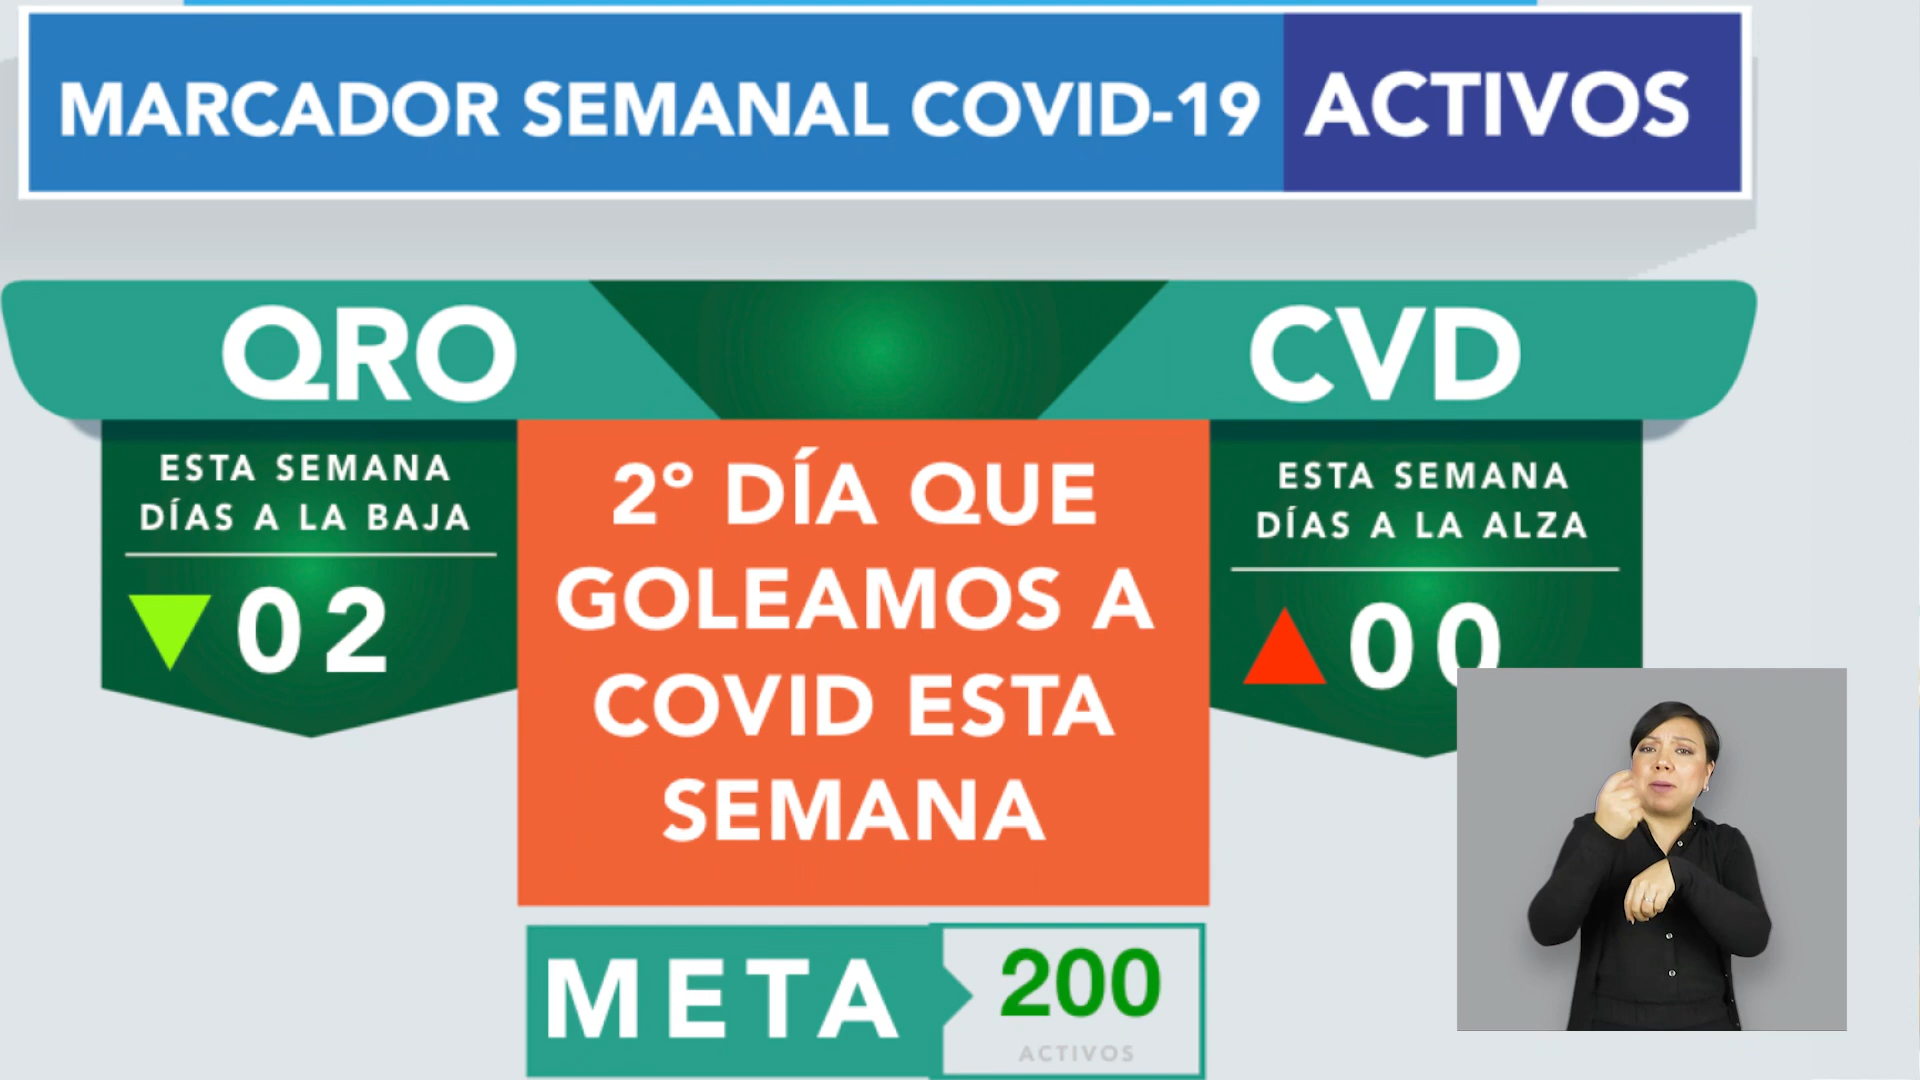 MARCADOR SEMANAL COVID-19 ACTIVOS
QRO
CVD
ESTA SEMANA
DÍAS A LA BAJA
02
2º DÍA QUE
GOLEAMOS A
COVID ESTA
SEMANA
ESTA SEMANA
DÍAS A LA ALZA
00
META
200
ACTIVOS